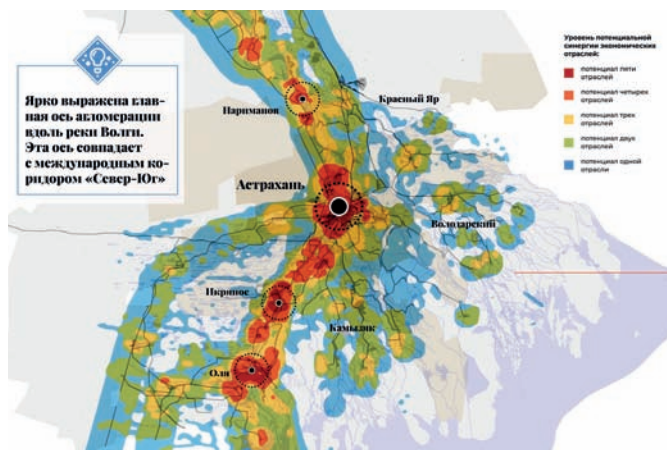 Ярко выражена глав-
ная ось агломерации
вдоль реки Волги.
Эта ось совпадает
с международным ко-
ридором «Север-Юг»
Уровень потенциальной
синергии экономических
отраслей:
потенциал пяти
отраслей
потенциал четырех
отраслей
потенциал трех
отраслей
потенциал двух
отраслей
потенциал одной
отрасли
Нариманов
Красный Яр
Астрахань
Володарский
Икряное
Камызяк
Оля